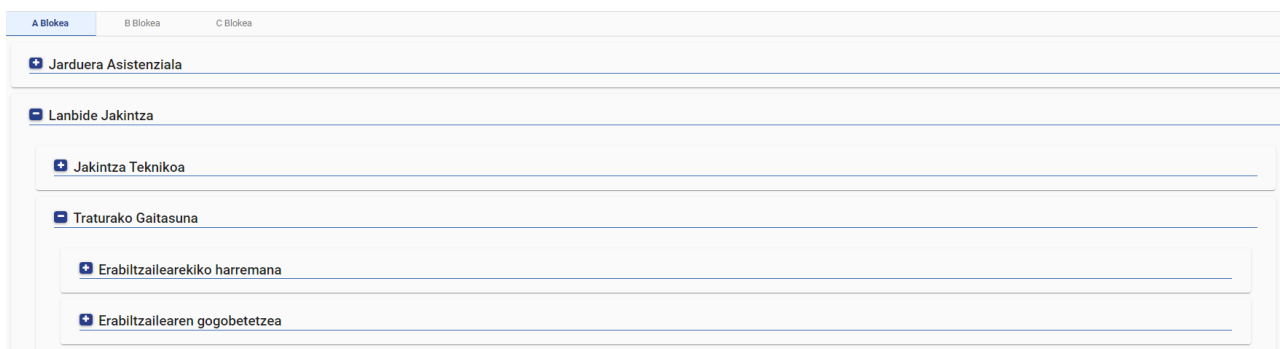 A Blokea B Blokea C Blokea
Jarduera Asistenziala
Lanbide Jakintza
Jakintza Teknikoa
Traturako Gaitasuna
Erabiltzailearekiko harremana
Erabiltzailearen gogobetetzea